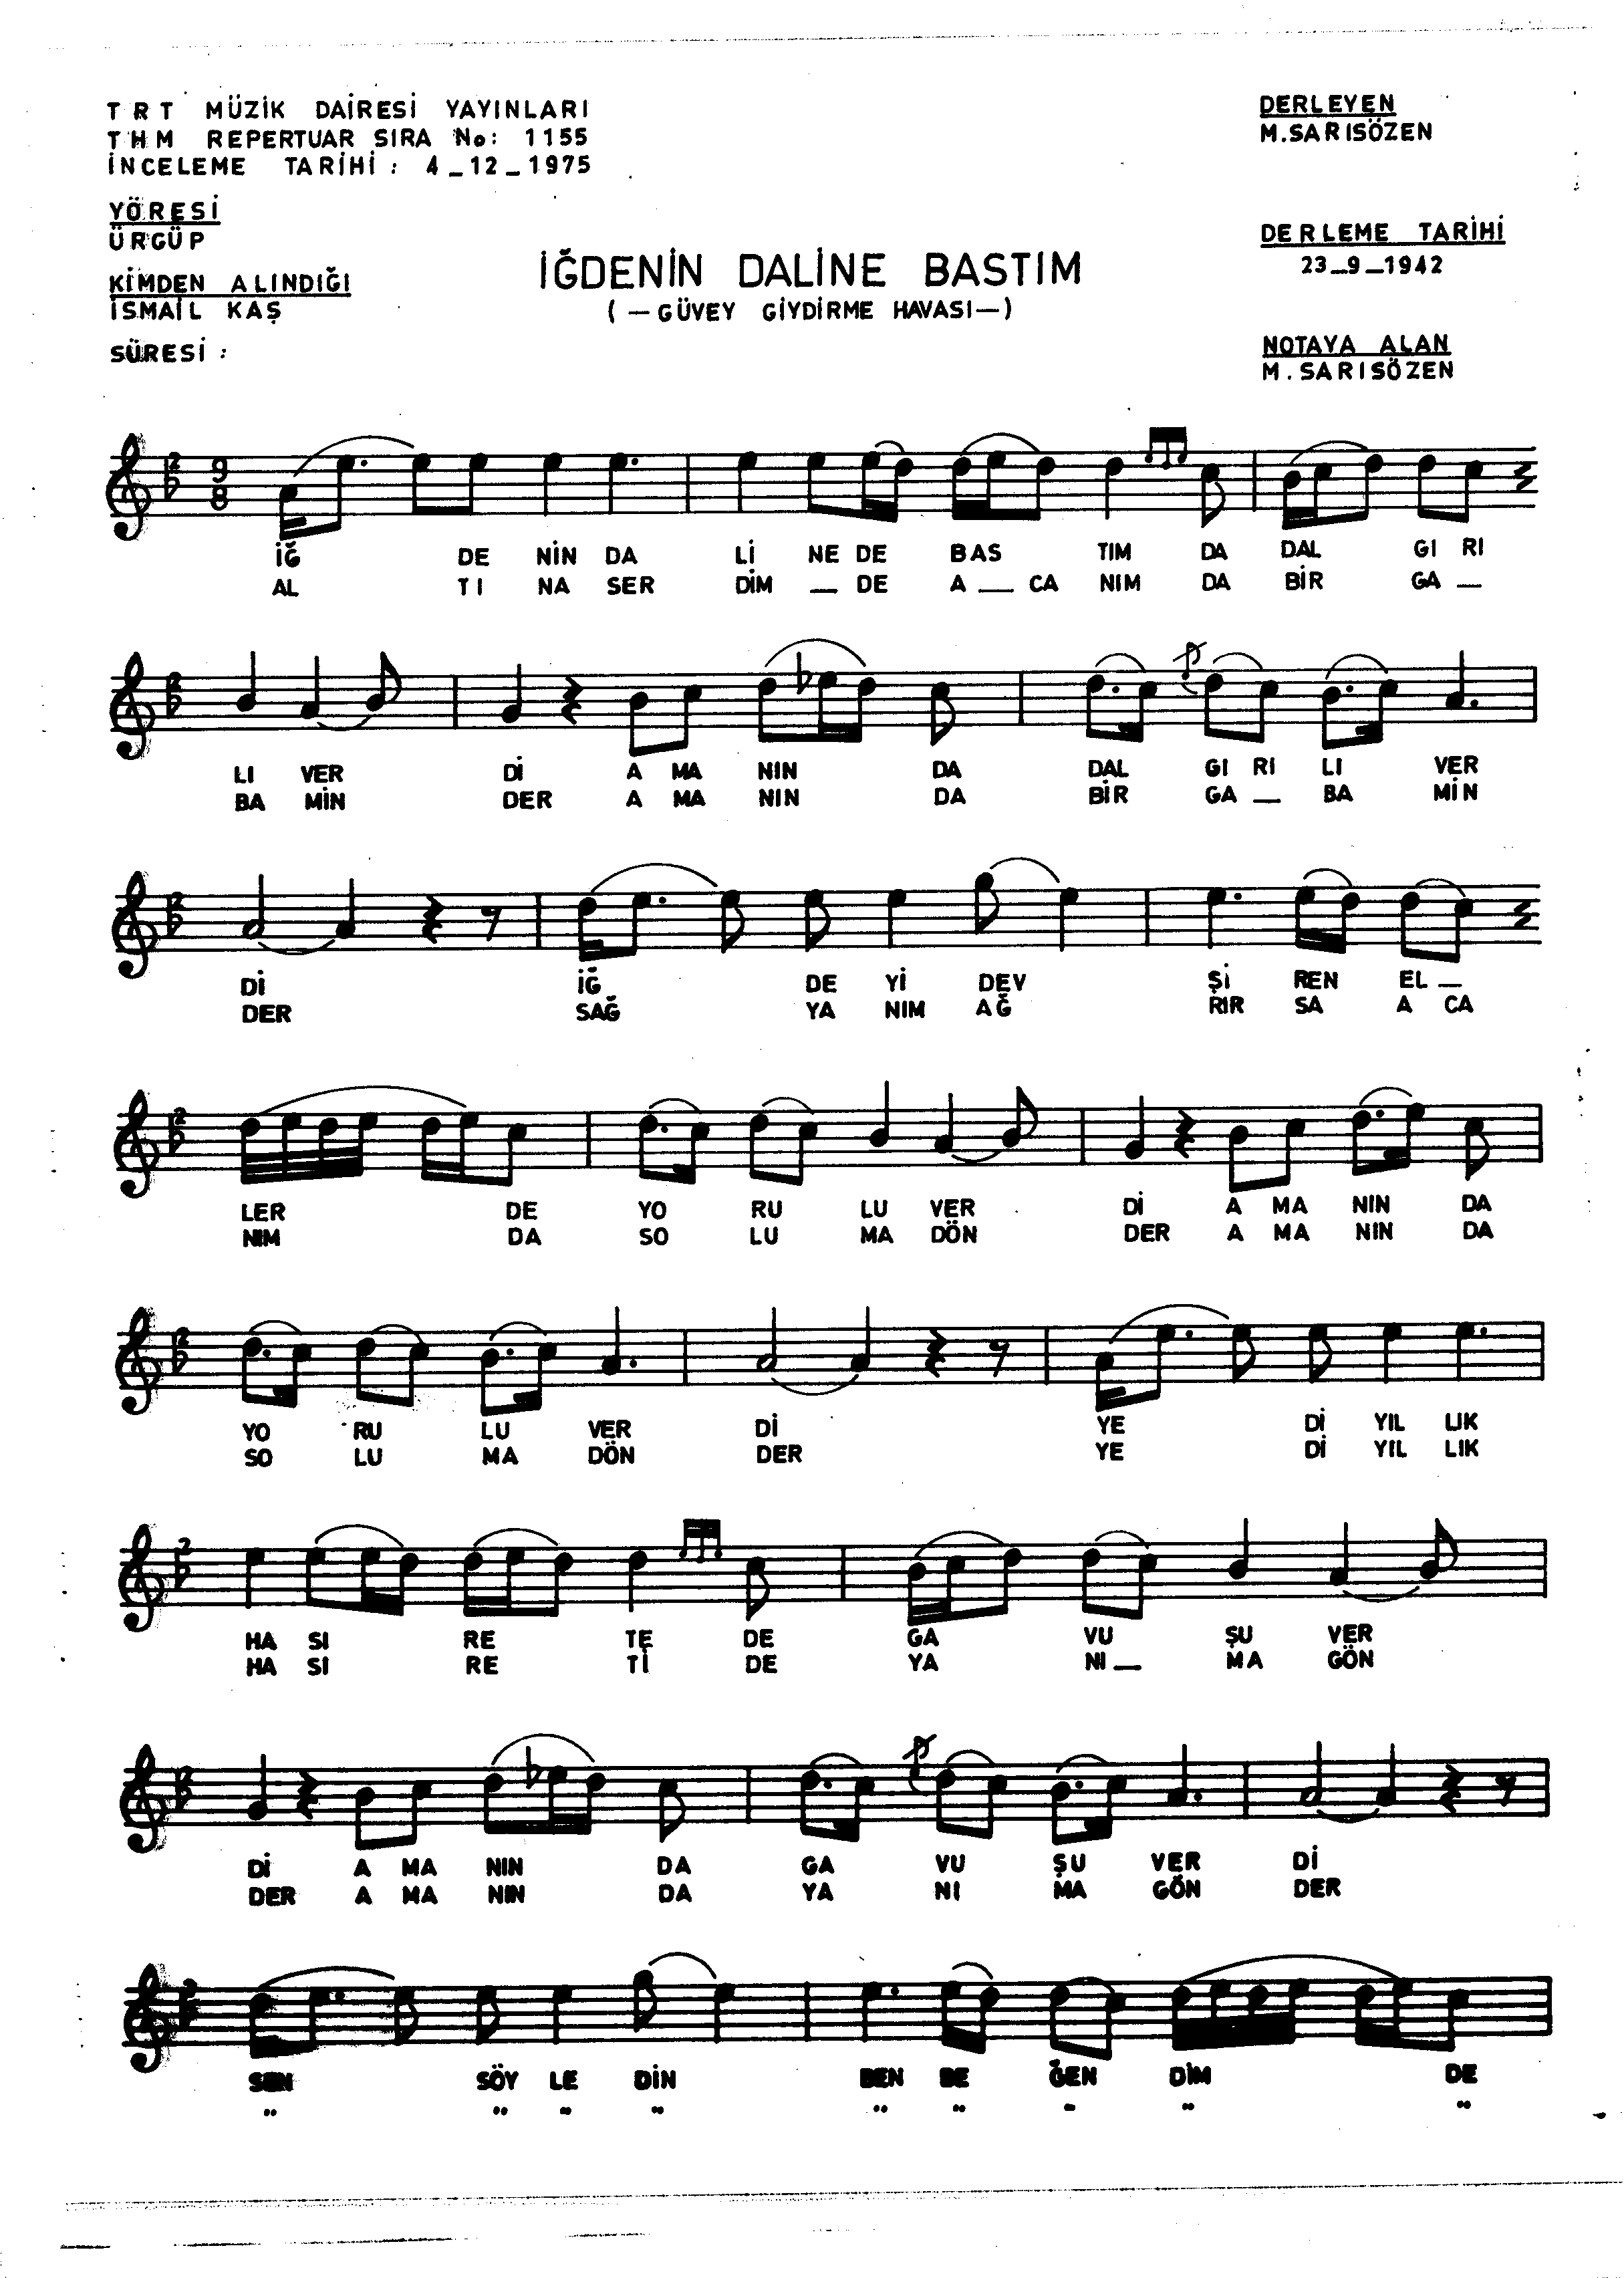 TRT MÜZİK DAİRESİ YAYINLARI
THM REPERTUAR SIRA No: 1155
İNCELEME TARİHİ : 4_12_1975
YÖRESİ
ÜRGÜP
KİMDEN ALINDIĞI
İSMAİL KAŞ
SÜRESİ :
DERLEYEN
M.SARISÖZEN
DERLEME TARİHİ
23_9_1942
NOTAYA ALAN
M. SARISÖZEN
İĞDENİN DALİNE BASTIM
( — GÜVEY GİYDİRME HAVASI — )
9
8
İĞ DE NİN DA Lİ NE DE BAS TIM DA DAL GI RI
AL TI NA SER DİM _ DE A _ CA NIM DA BİR GA _
LI VER Dİ A MA NIN DA DAL GI RI LI VER
BA MİN DER A MA NIN DA BİR GA _ BA MİN
Dİ İĞ DE Yİ DEV Şİ REN EL _
DER SAĞ YA NIM AĞ RIR SA A CA
LER DE YO RU LU VER Dİ A MA NIN DA
NIM DA SO LU MA DÖN DER A MA NIN DA
YO RU LU VER Dİ YE Dİ YIL LIK
SO LU MA DÖN DER YE Dİ YIL LIK
HA SI RE TE DE GA VU ŞU VER
HA SI RE Tİ DE YA NI _ MA GÖN
Dİ A MA NIN DA GA VU ŞU VER Dİ
DER A MA NIN DA YA NI MA GÖN DER
SEN SÖY LE DİN BEN BE ĞEN DİM DE
" " " " " " " " "